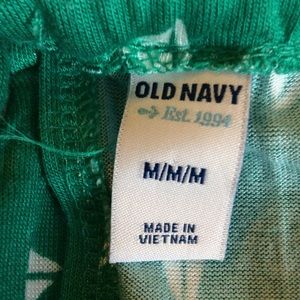 OLD NAVY
Est. 1994
M/M/M
MADE IN
VIETNAM